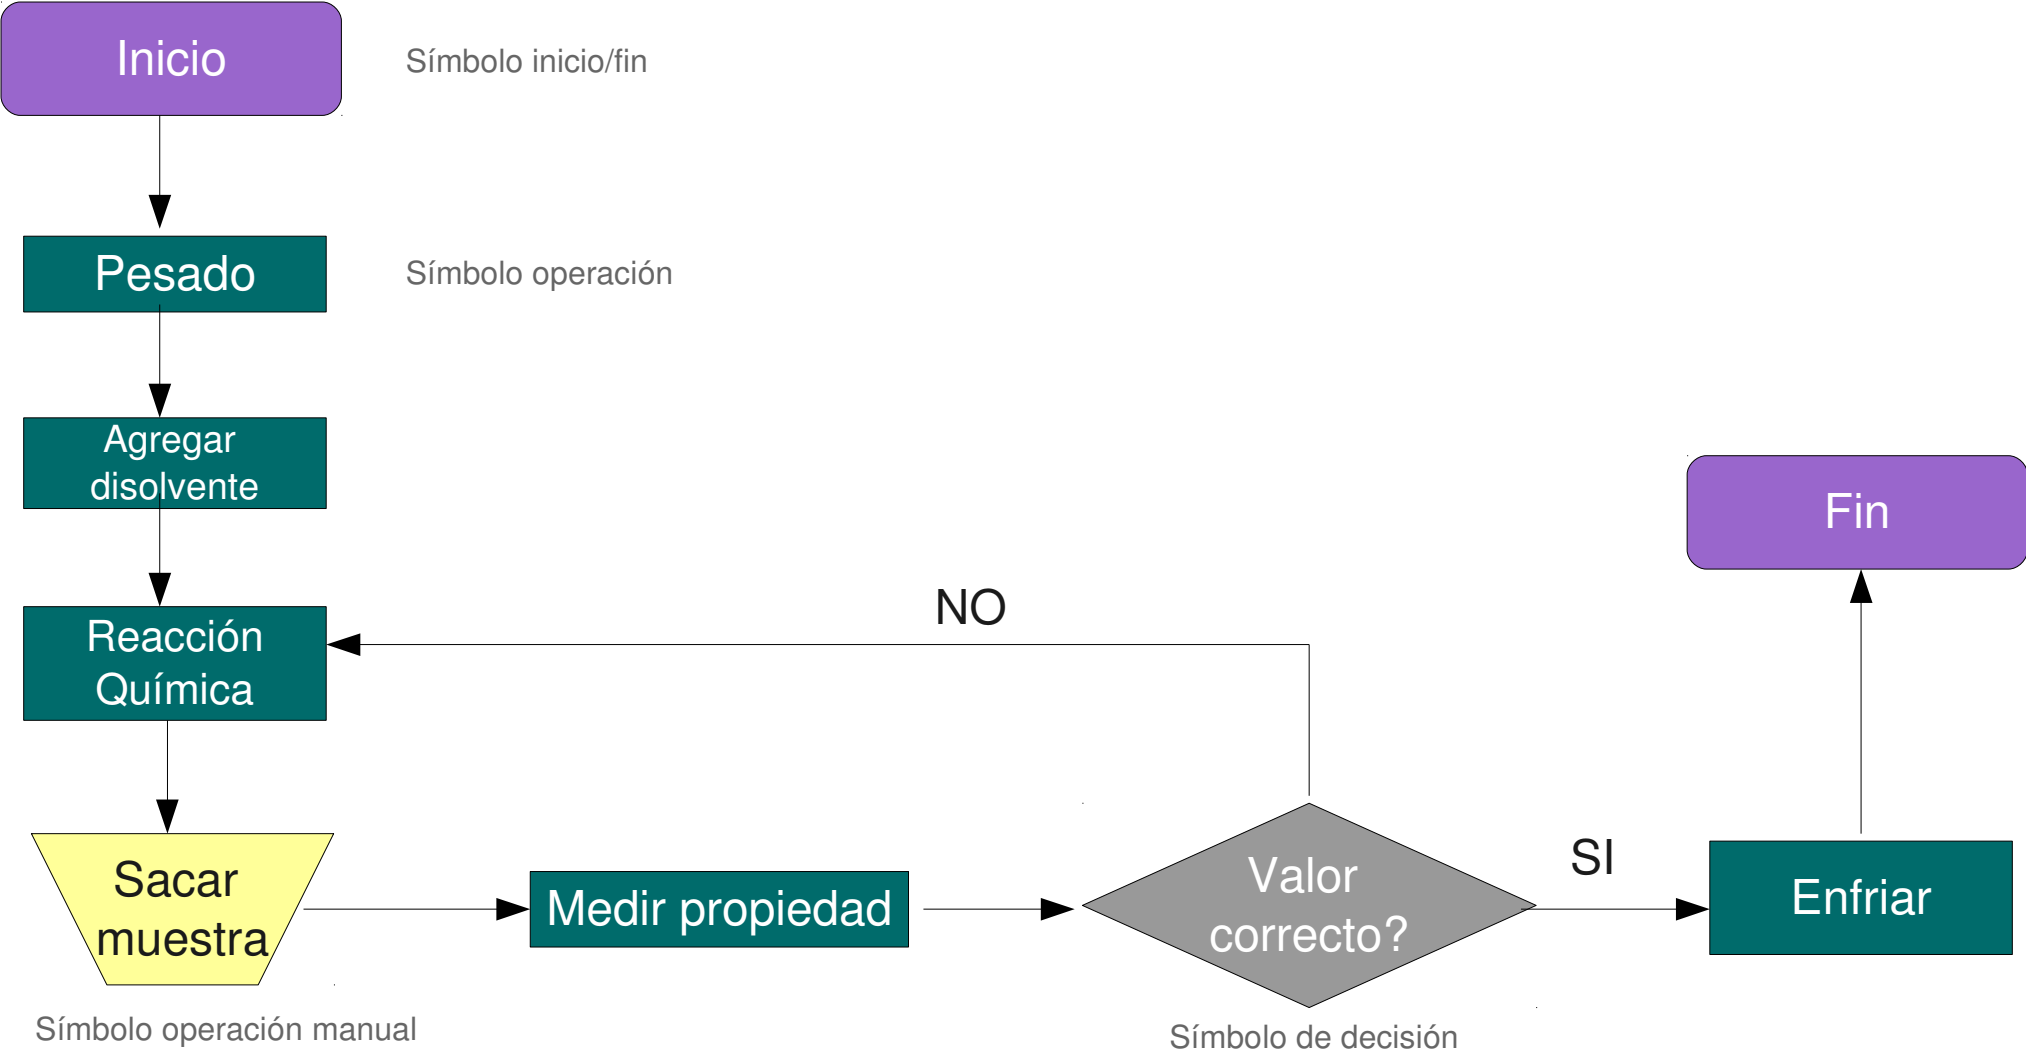 Inicio
Símbolo inicio/fin
Pesado
Símbolo operación
Agregar
disolvente
Reacción
Química
NO
Fin
Sacar
muestra
Símbolo operación manual
Medir propiedad
Valor
correcto?
Símbolo de decisión
SI
Enfriar